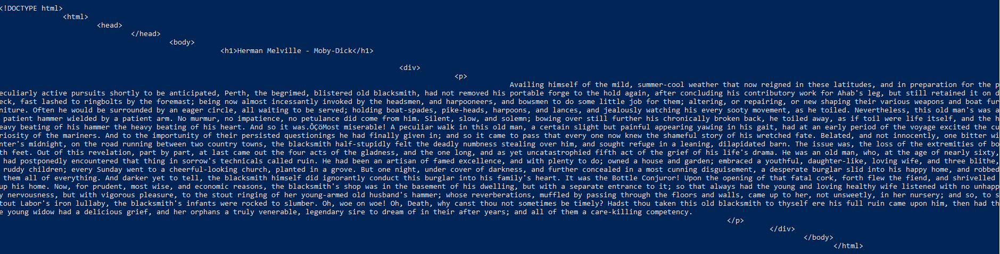 <!DOCTYPE html>
<html>
<head>
</head>
<body>
<h1>Herman Melville - Moby-Dick</h1>
<div>
<p>
Availing himself of the mild, summer-cool weather that now reigned in these latitudes, and in preparation for the p
eculiarly active pursuits shortly to be anticipated, Perth, the begrimed, blistered old blacksmith, had not removed his portable forge to the hold again, after concluding his contributory work for Ahab's leg, but still retained it on d
eck, fast lashed to ringbolts by the foremast; being now almost incessantly invoked by the headsmen, and harpooneers, and bowsmen to do some little job for them; altering, or repairing, or new shaping their various weapons and boat fur
niture. Often he would be surrounded by an eager circle, all waiting to be served; holding boat-spades, pike-heads, harpoons, and lances, and jealously watching his every sooty movement, as he toiled. Nevertheless, this old man's was a
patient hammer wielded by a patient arm. No murmur, no impatience, no petulance did come from him. Silent, slow, and solemn; bowing over still further his chronically broken back, he toiled away, as if toil were life itself, and the h
eavy beating of his hammer the heavy beating of his heart. And so it was.ÔÇöMost miserable! A peculiar walk in this old man, a certain slight but painful appearing yawing in his gait, had at an early period of the voyage excited the cu
riosity of the mariners. And to the importunity of their persisted questionings he had finally given in; and so it came to pass that every one now knew the shameful story of his wretched fate. Belated, and not innocently, one bitter wi
nter's midnight, on the road running between two country towns, the blacksmith half-stupidly felt the deadly numbness stealing over him, and sought refuge in a leaning, dilapidated barn. The issue was, the loss of the extremities of bo
th feet. Out of this revelation, part by part, at last came out the four acts of the gladness, and the one long, and as yet uncatastrophied fifth act of the grief of his life's drama. He was an old man, who, at the age of nearly sixty,
had postponedly encountered that thing in sorrow's technicals called ruin. He had been an artisan of famed excellence, and with plenty to do; owned a house and garden; embraced a youthful, daughter-like, loving wife, and three blithe,
ruddy children; every Sunday went to a cheerful-looking church, planted in a grove. But one night, under cover of darkness, and further concealed in a most cunning disguisement, a desperate burglar slid into his happy home, and robbed
them all of everything. And darker yet to tell, the blacksmith himself did ignorantly conduct this burglar into his family's heart. It was the Bottle Conjuror! Upon the opening of that fatal cork, forth flew the fiend, and shrivelled
up his home. Now, for prudent, most wise, and economic reasons, the blacksmith's shop was in the basement of his dwelling, but with a separate entrance to it; so that always had the young and loving healthy wife listened with no unhapp
y nervousness, but with vigorous pleasure, to the stout ringing of her young-armed old husband's hammer; whose reverberations, muffled by passing through the floors and walls, came up to her, not unsweetly, in her nursery; and so, to s
tout Labor's iron lullaby, the blacksmith's infants were rocked to slumber. Oh, woe on woe! Oh, Death, why canst thou not sometimes be timely? Hadst thou taken this old blacksmith to thyself ere his full ruin came upon him, then had th
e young widow had a delicious grief, and her orphans a truly venerable, legendary sire to dream of in their after years; and all of them a care-killing competency.
</p>
</div>
</body>
</html>